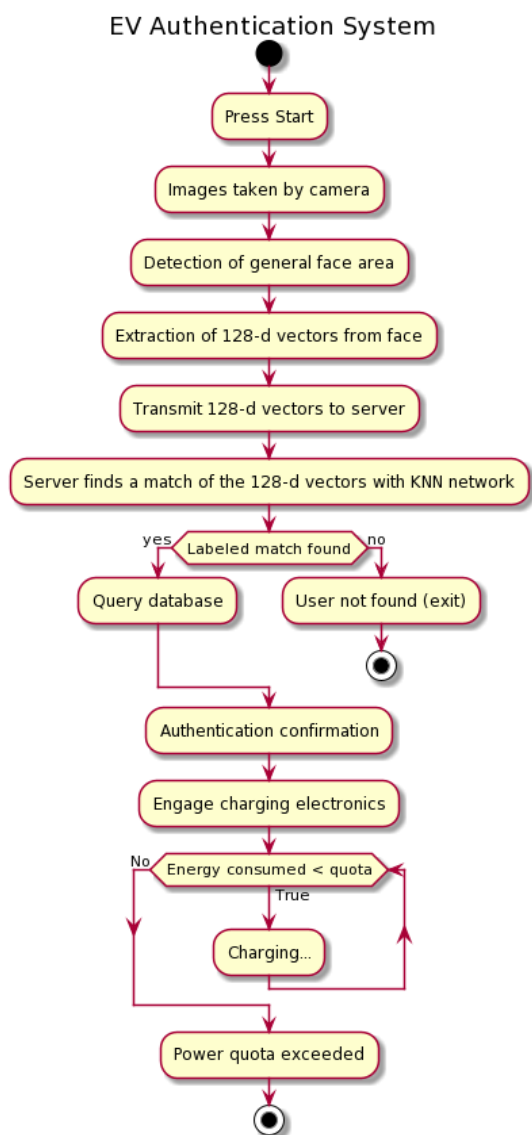 EV Authentication System
Press Start
Images taken by camera
Detection of general face area
Extraction of 128-d vectors from face
Transmit 128-d vectors to server
Server finds a match of the 128-d vectors with KNN network
yes
Labeled match found
no
Query database
User not found (exit)
Authentication confirmation
Engage charging electronics
No
Energy consumed < quota
True
Charging...
Power quota exceeded